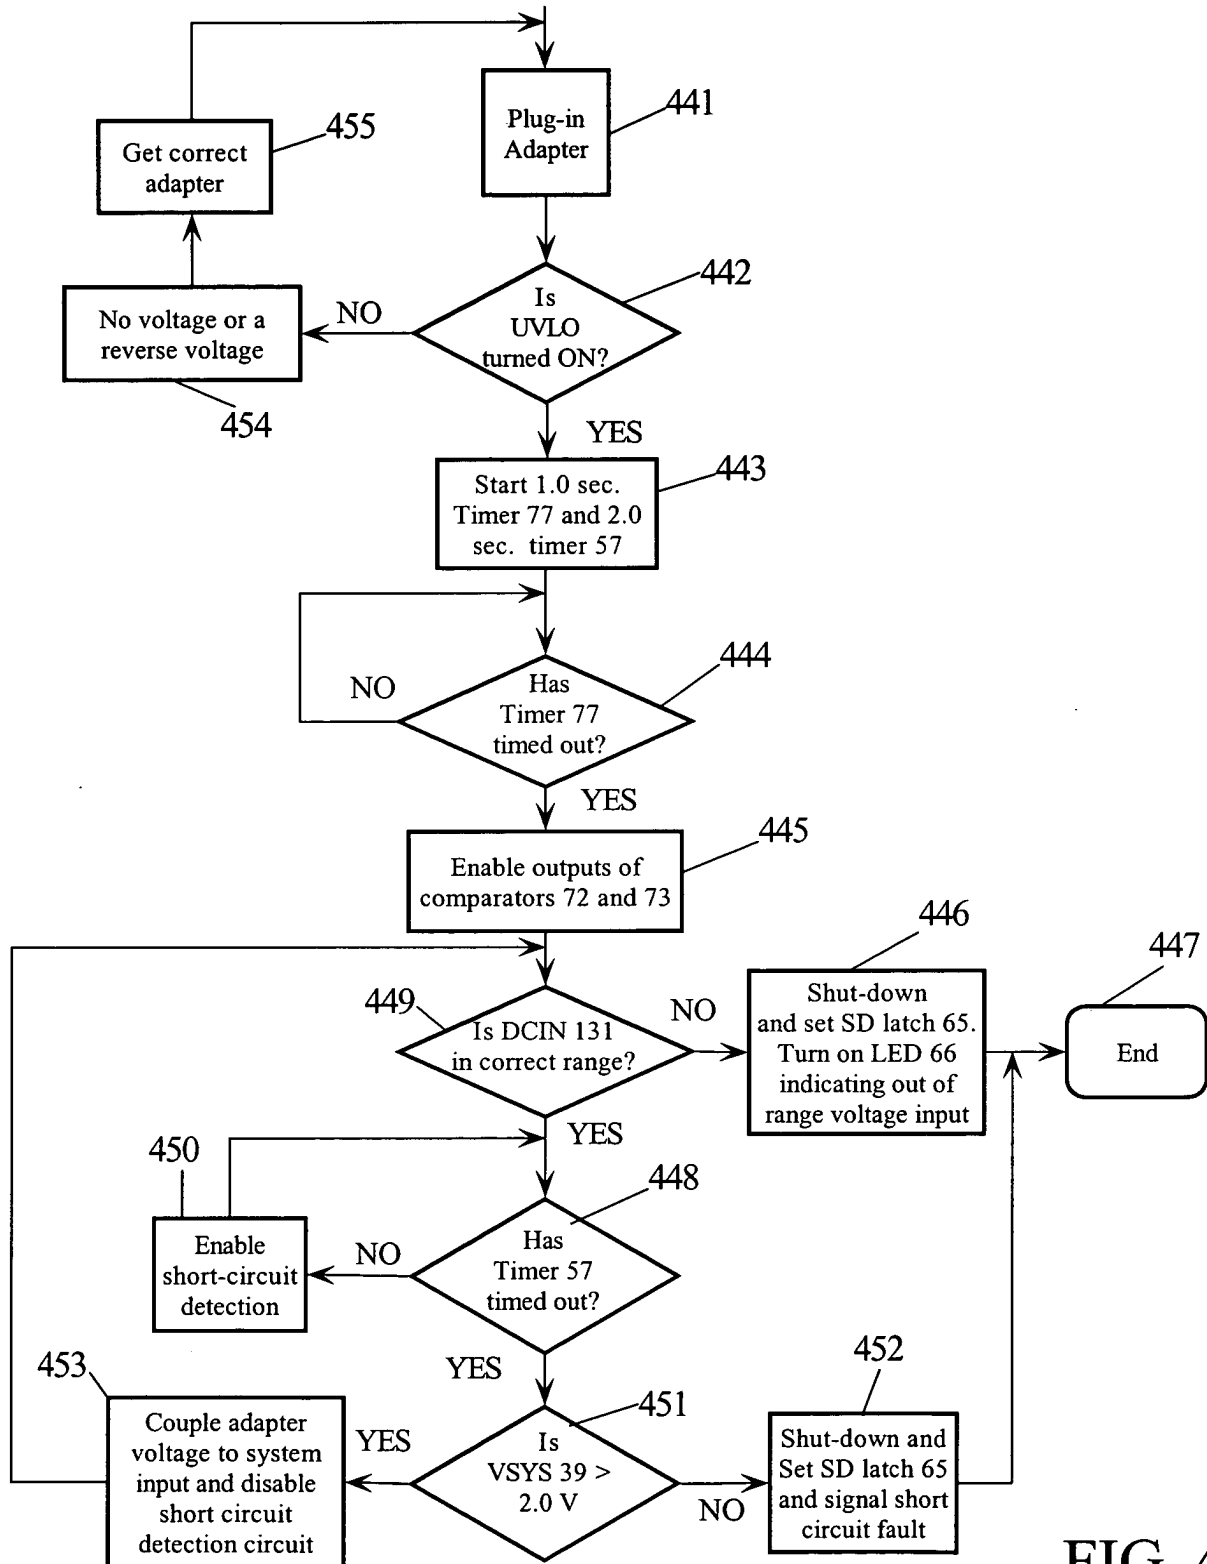 Plug-in
Adapter
441
455
Get correct
adapter
442
Is
UVLO
turned ON?
NO
No voltage or a
reverse voltage
454
YES
443
Start 1.0 sec.
Timer 77 and 2.0
sec. timer 57
444
Has
Timer 77
timed out?
NO
YES
445
Enable outputs of
comparators 72 and 73
446
447
449
Is DCIN 131
in correct range?
NO
Shut-down
and set SD latch 65.
Turn on LED 66
indicating out of
range voltage input
End
YES
450
448
Enable
short-circuit
detection
NO
Has
Timer 57
timed out?
YES
452
453
451
Couple adapter
voltage to system
input and disable
short circuit
detection circuit
YES
Is
VSYS 39 >
2.0 V
NO
Shut-down and
Set SD latch 65
and signal short
circuit fault
FIG. 4